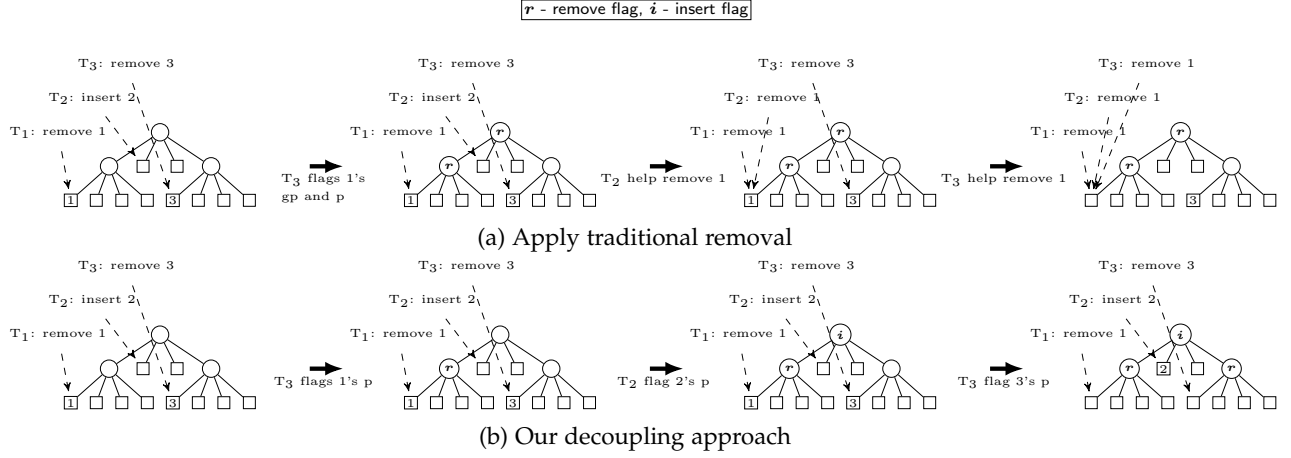 r - remove flag, i - insert flag
T3: remove 3 T3: remove 3 T3: remove 3 T3: remove 1
T2: insert 2 T2: insert 2 T2: remove 1 T2: remove 1
T1: remove 1 T1: remove 1 T1: remove 1 T1: remove 1
r r r
r r r
T3 flags 1's T2 help remove 1 T3 help remove 1
gp and p
1 3 1 3 1 3 3
(a) Apply traditional removal
T3: remove 3 T3: remove 3 T3: remove 3 T3: remove 3
T2: insert 2 T2: insert 2 T2: insert 2 T2: insert 2
T1: remove 1 T1: remove 1 T1: remove 1 T1: remove 1
i i
r r r 2 r
T3 flags 1's p T2 flag 2's p T3 flag 3's p
1 3 1 3 1 3
(b) Our decoupling approach